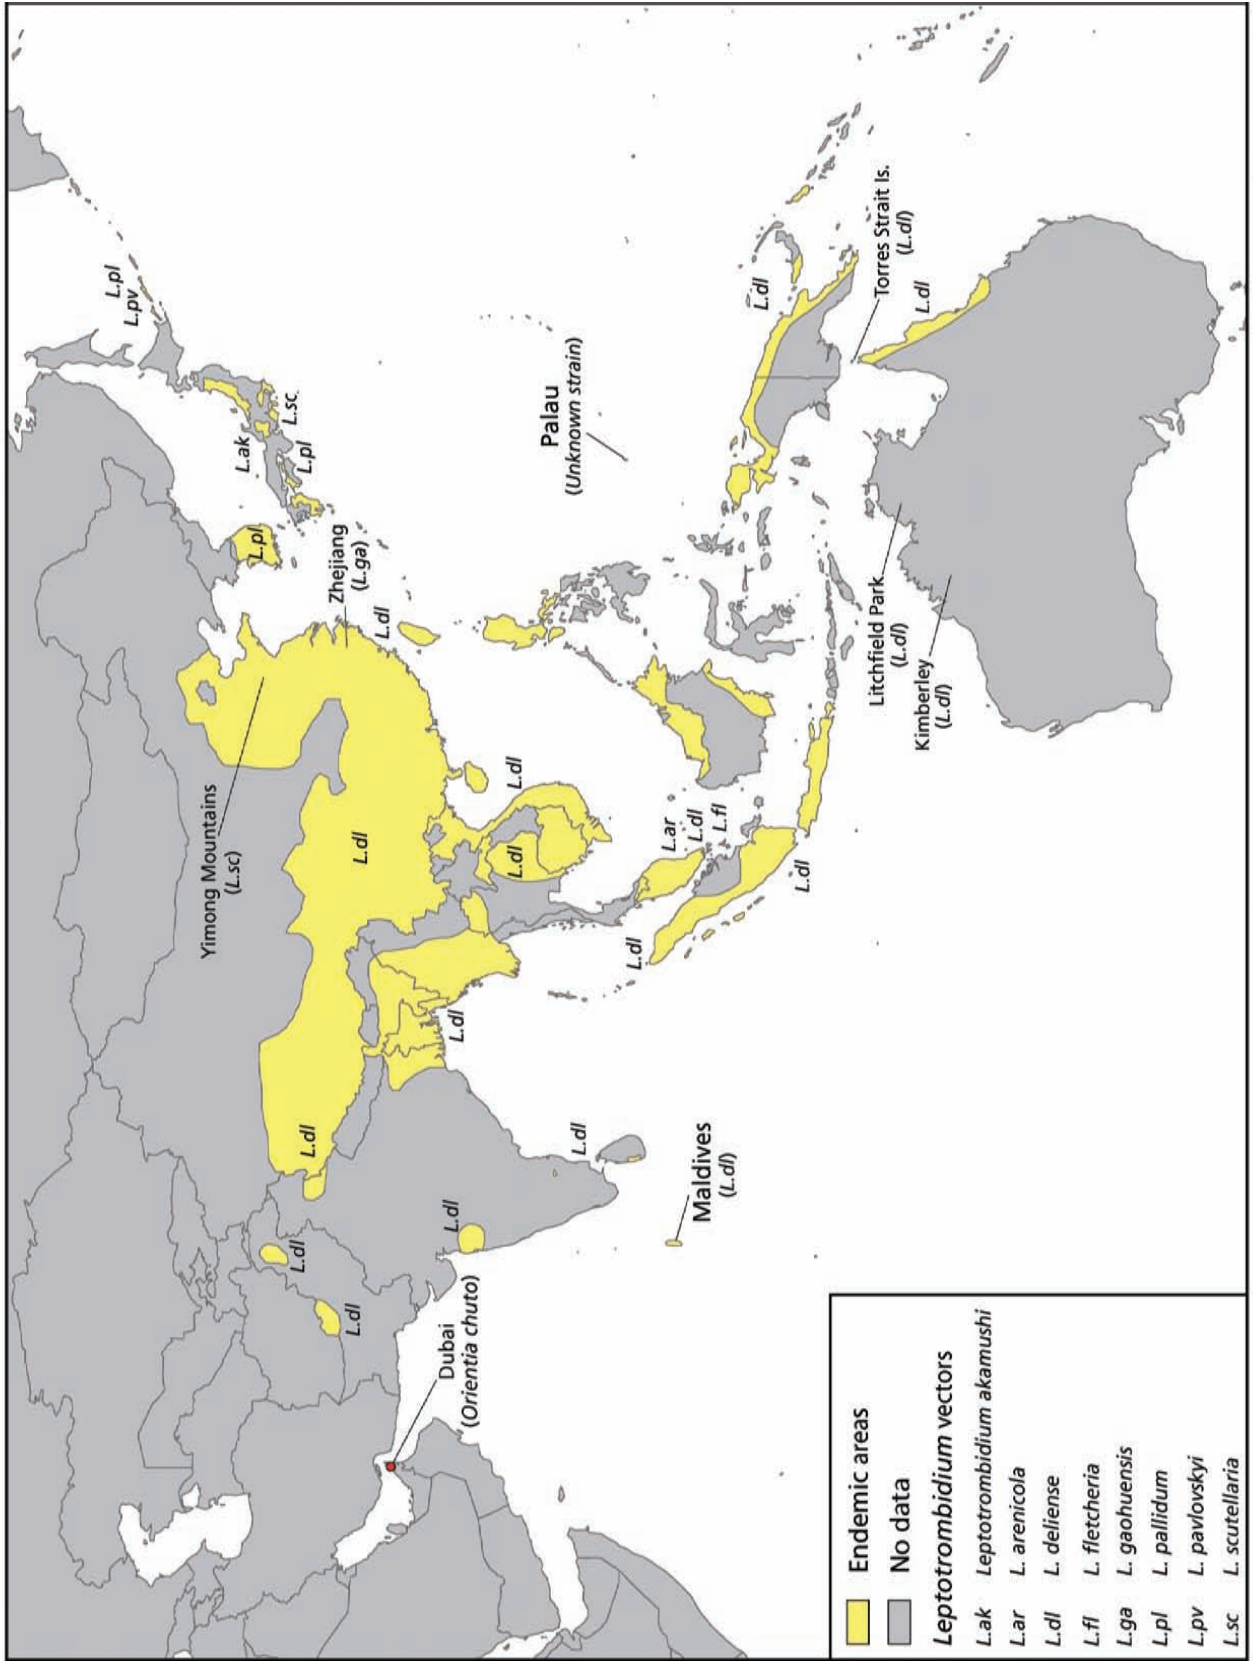 L.pl
L.pv
L.ak
L.sc
L.pl
L.pl
Yimong Mountains
(L.sc)
Zhejiang
(L.ga)
L.dl
L.dl
L.dl
L.dl
L.dl
L.dl
L.dl
L.dl
L.dl
L.dl
L.dl
Palau
(Unknown strain)
L.dl
Torres Strait Is.
(L.dl)
L.dl
Litchfield Park
(L.dl)
Kimberley
(L.dl)
L.ar
L.dl
L.fl
L.dl
L.dl
Maldives
(L.dl)
Dubai
(Orientia chuto)
Endemic areas
No data
Leptotrombidium vectors
L.ak Leptotrombidium akamushi
L.ar L. arenicola
L.dl L. deliense
L.fl L. fletcheria
L.ga L. gaohuensis
L.pl L. pallidum
L.pv L. pavlovskyi
L.sc L. scutellaria